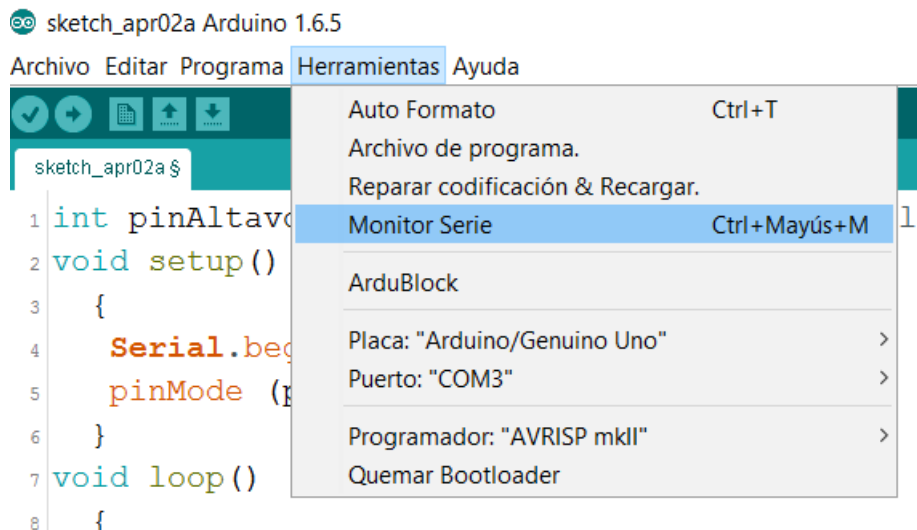 sketch_apr02a Arduino 1.6.5
Archivo Editar Programa Herramientas Ayuda
sketch_apr02a §
Auto Formato Ctrl+T
Archivo de programa.
Reparar codificación & Recargar.
Monitor Serie Ctrl+Mayús+M
ArduBlock
Placa: "Arduino/Genuino Uno"
Puerto: "COM3"
Programador: "AVRISP mkII"
Quemar Bootloader
1 int
2 void setup()
3 {
4 Serial.
5 pinMode (
6 }
7 void loop()
8 {